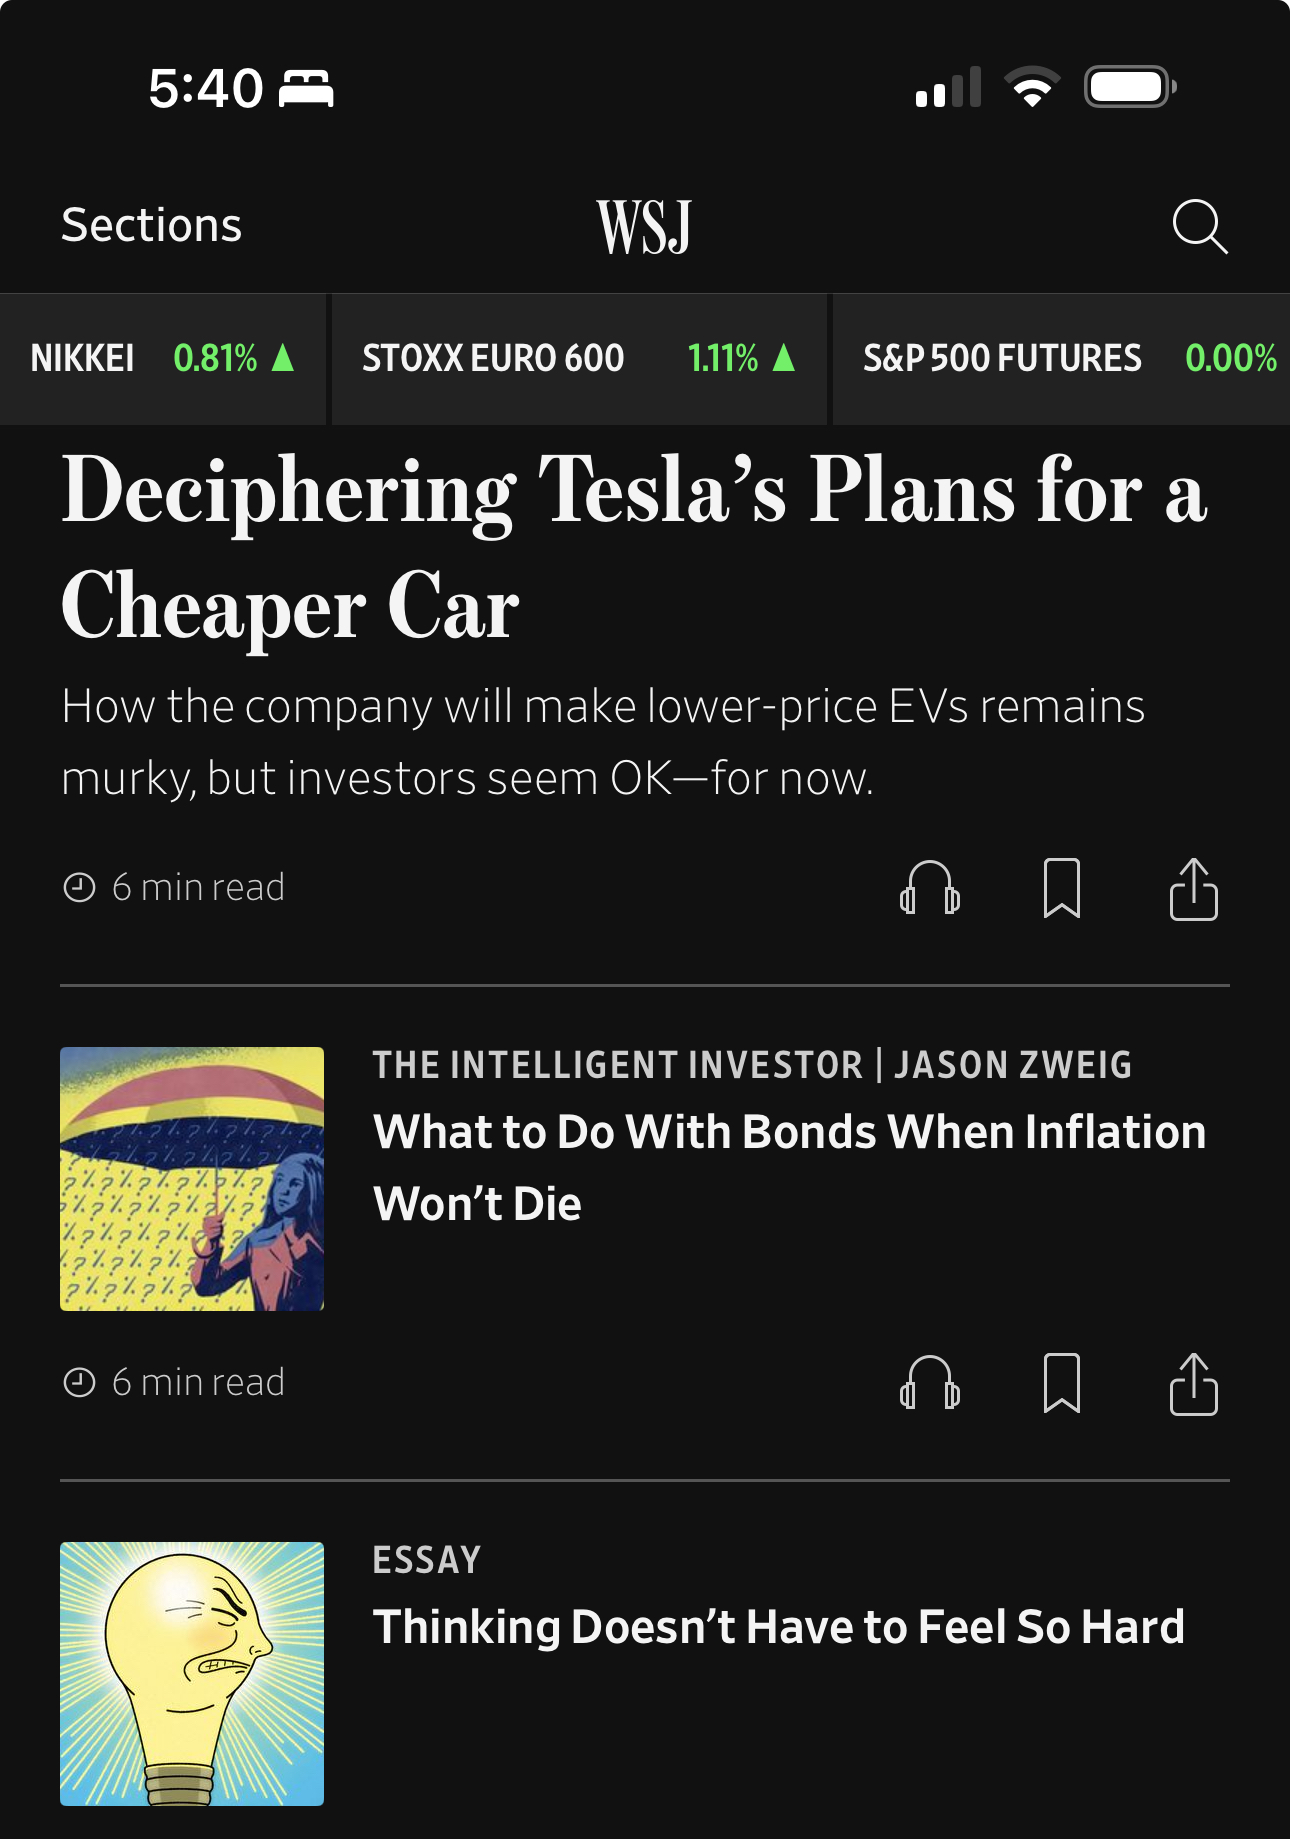 5:40
Sections
WSJ
NIKKEI 0.81% ▲
STOXX EURO 600 1.11% ▲
S&P 500 FUTURES 0.00%
Deciphering Tesla’s Plans for a
Cheaper Car
How the company will make lower-price EVs remains
murky, but investors seem OK—for now.
6 min read
THE INTELLIGENT INVESTOR | JASON ZWEIG
What to Do With Bonds When Inflation
Won’t Die
6 min read
ESSAY
Thinking Doesn’t Have to Feel So Hard